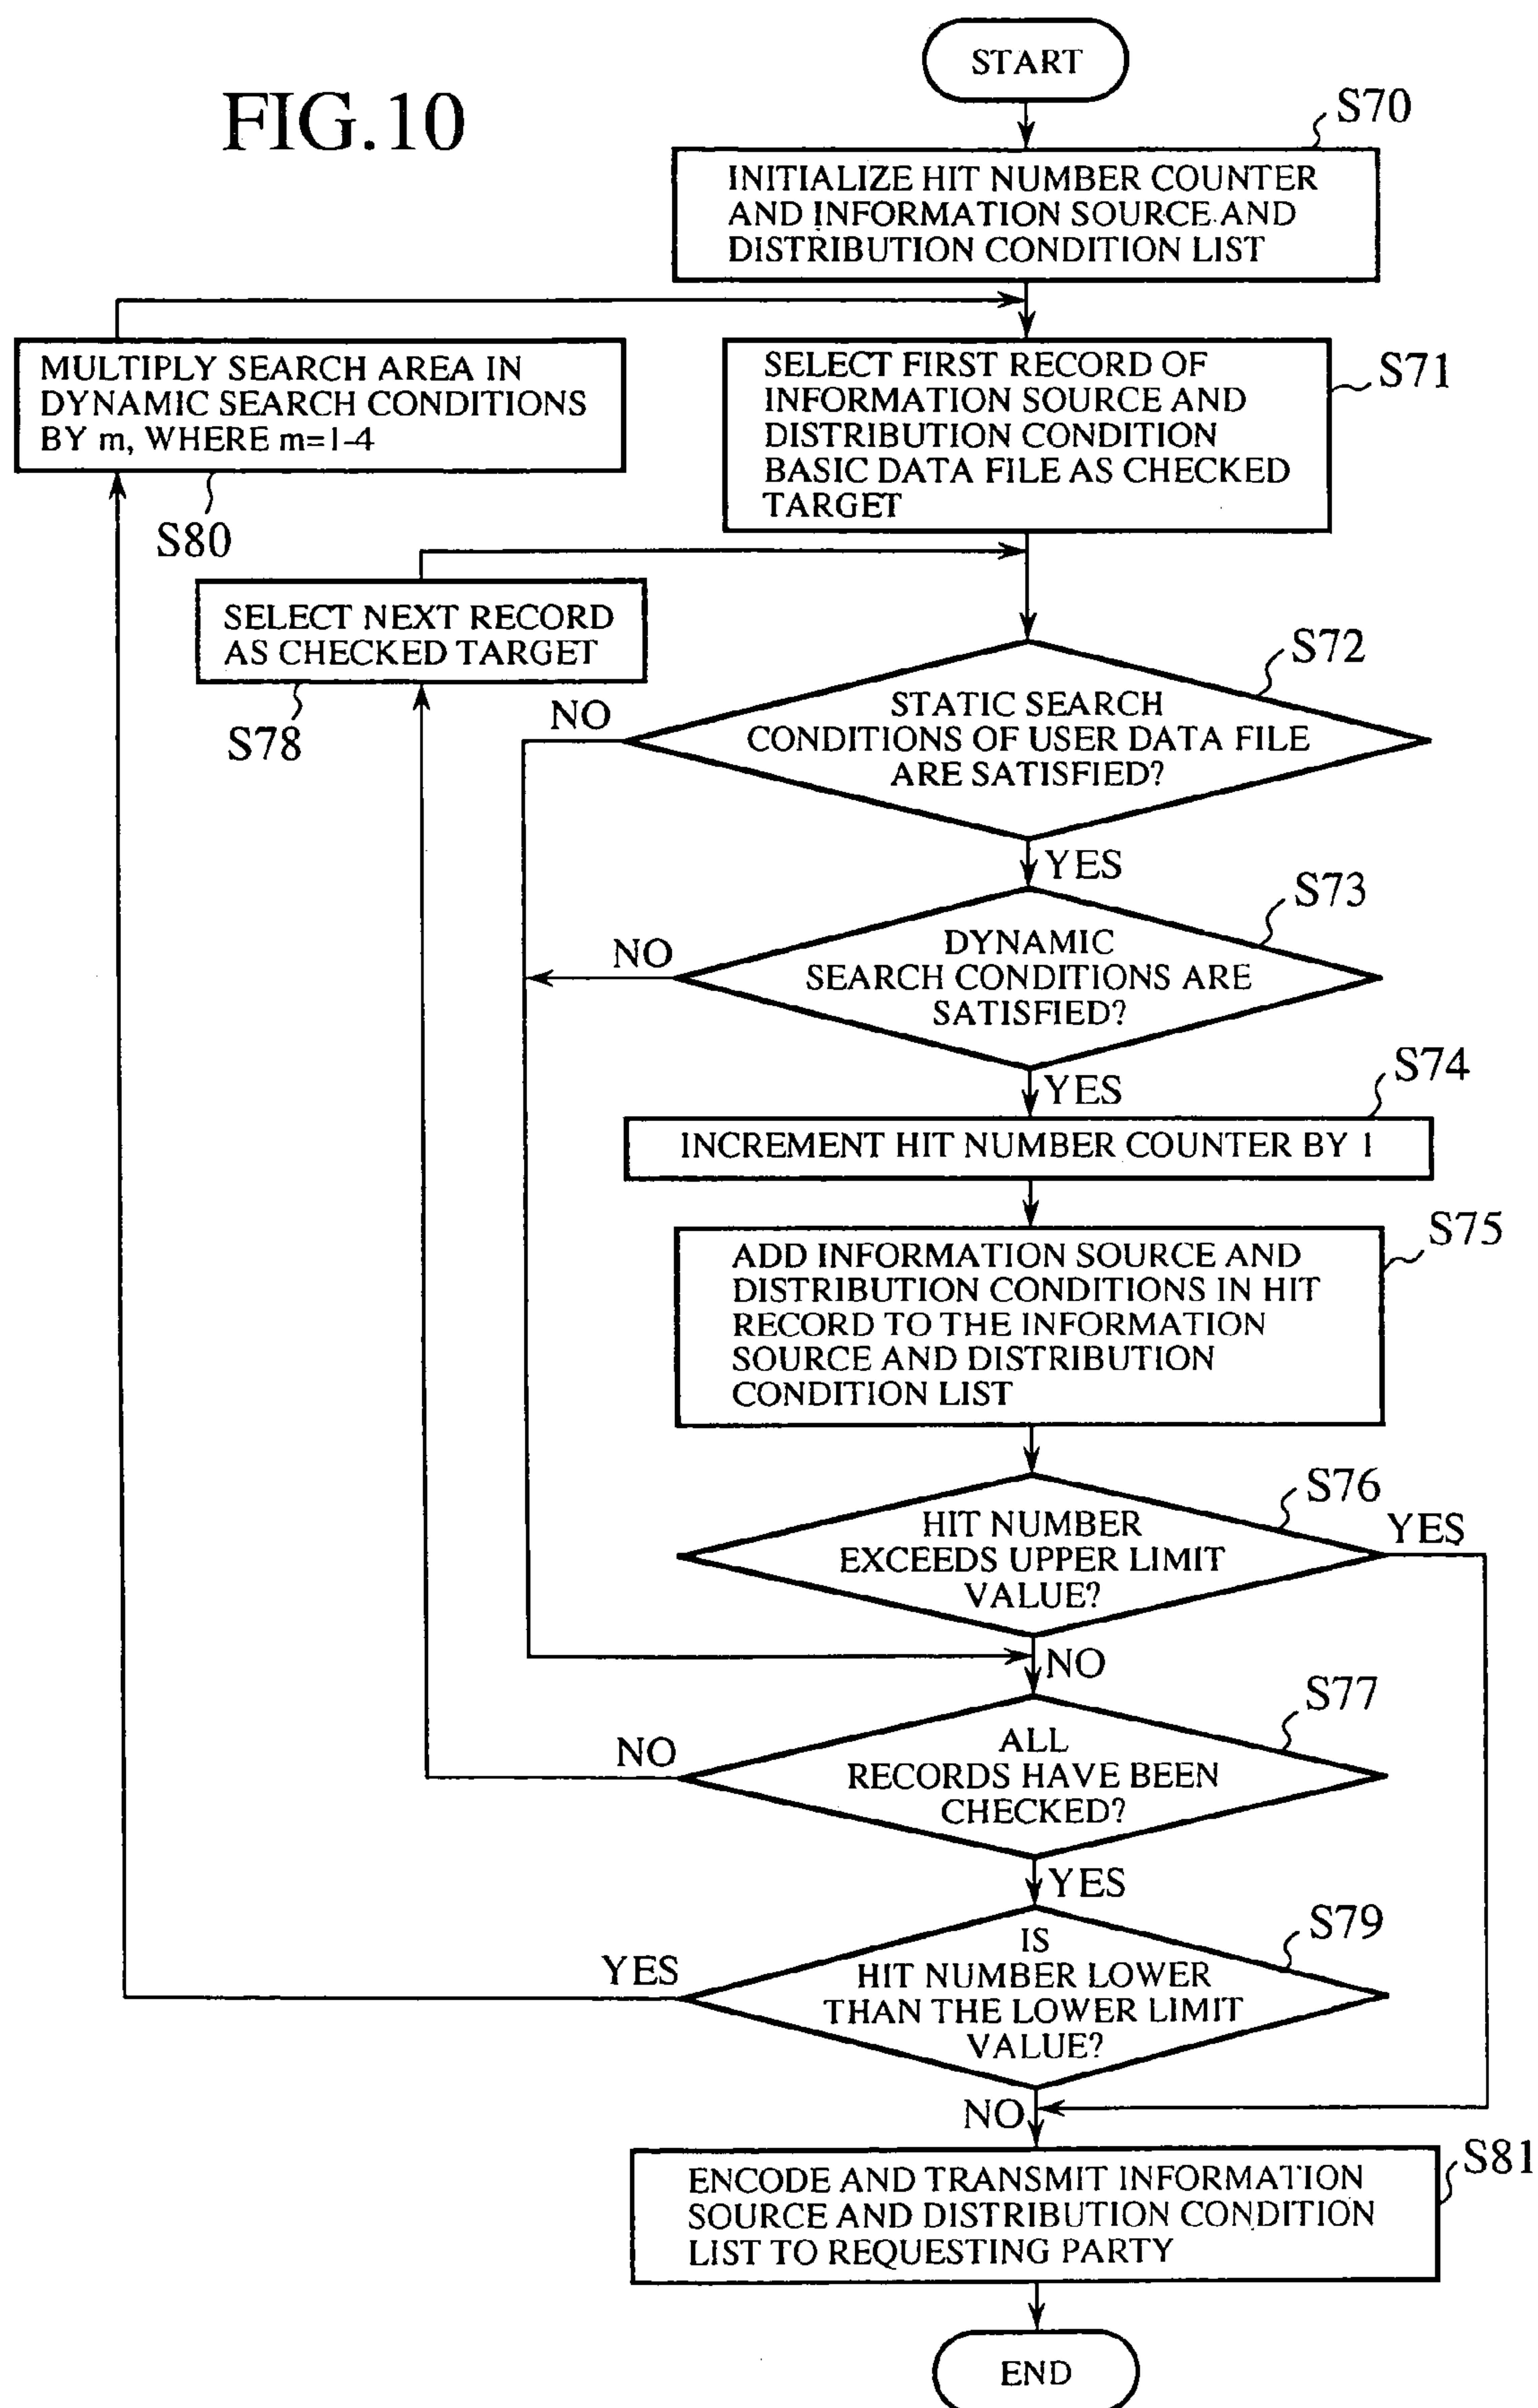 FIG.10
START
S70
INITIALIZE HIT NUMBER COUNTER
AND INFORMATION SOURCE AND
DISTRIBUTION CONDITION LIST
MULTIPLY SEARCH AREA IN
DYNAMIC SEARCH CONDITIONS
BY m, WHERE m=1-4
S80
SELECT FIRST RECORD OF
INFORMATION SOURCE AND
DISTRIBUTION CONDITION
BASIC DATA FILE AS CHECKED
TARGET
S71
SELECT NEXT RECORD
AS CHECKED TARGET
S78
S72
STATIC SEARCH
CONDITIONS OF USER DATA FILE
ARE SATISFIED?
NO
YES
S73
DYNAMIC
SEARCH CONDITIONS ARE
SATISFIED?
NO
YES
S74
INCREMENT HIT NUMBER COUNTER BY 1
S75
ADD INFORMATION SOURCE AND
DISTRIBUTION CONDITIONS IN HIT
RECORD TO THE INFORMATION
SOURCE AND DISTRIBUTION
CONDITION LIST
S76
HIT NUMBER
EXCEEDS UPPER LIMIT
VALUE?
YES
NO
S77
ALL
RECORDS HAVE BEEN
CHECKED?
NO
YES
S79
IS
HIT NUMBER LOWER
THAN THE LOWER LIMIT
VALUE?
YES
NO
S81
ENCODE AND TRANSMIT INFORMATION
SOURCE AND DISTRIBUTION CONDITION
LIST TO REQUESTING PARTY
END